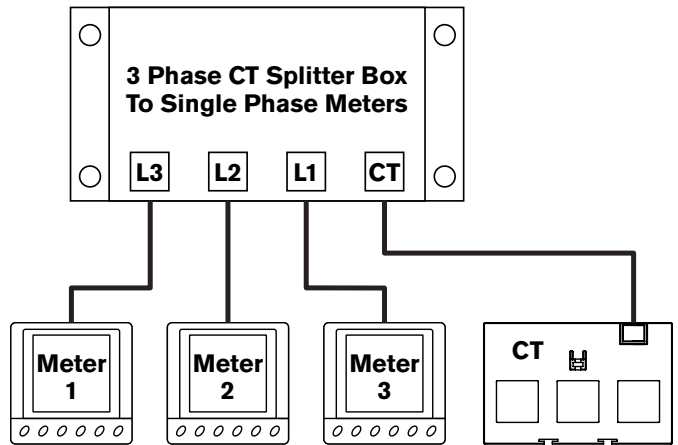 3 Phase CT Splitter Box
To Single Phase Meters
L3 L2 L1 CT
Meter
1
Meter
2
Meter
3
CT